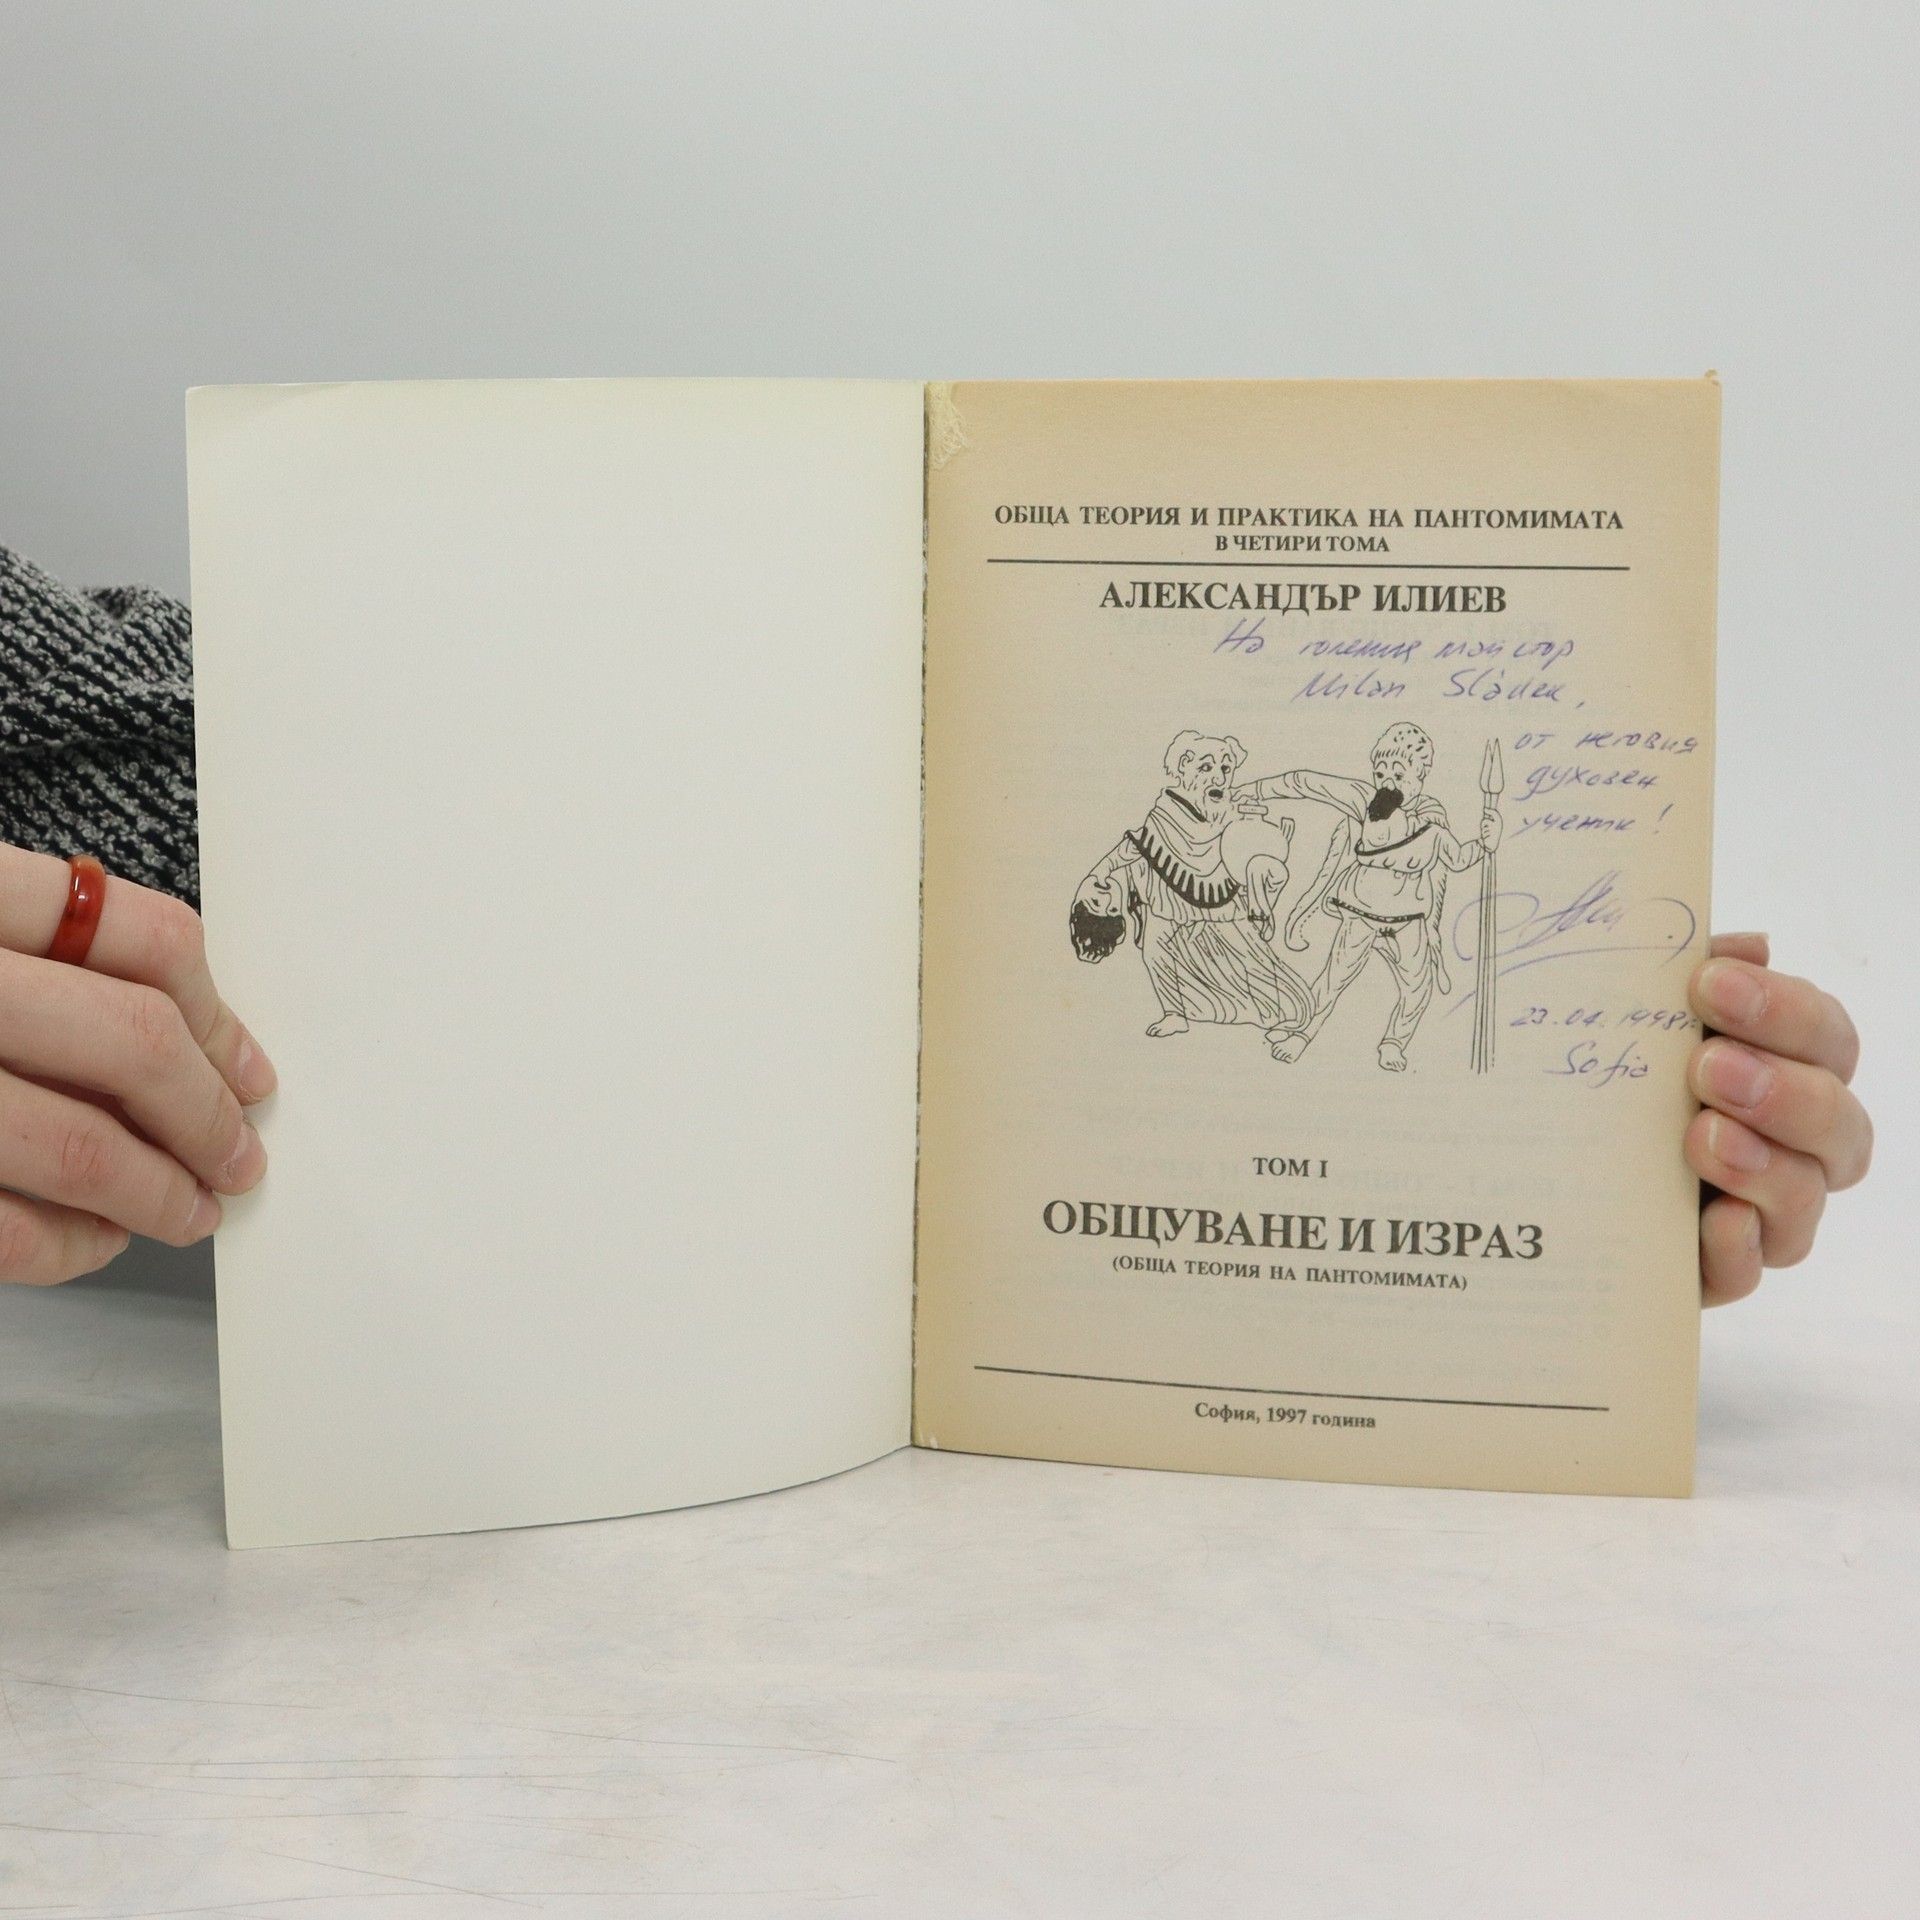 ОБЩА ТЕОРИЯ И ПРАКТИКА НА ПАНТОМИМАТА
В ЧЕТИРИ ТОМА
АЛЕКСАНДЪР ИЛИЕВ
На големия майстор
Milan Sládek,
от неговия
духовен
ученик!
23.04.1998г.
Sofia
ТОМ I
ОБЩУВАНЕ И ИЗРАЗ
(ОБЩА ТЕОРИЯ НА ПАНТОМИМАТА)
София, 1997 година